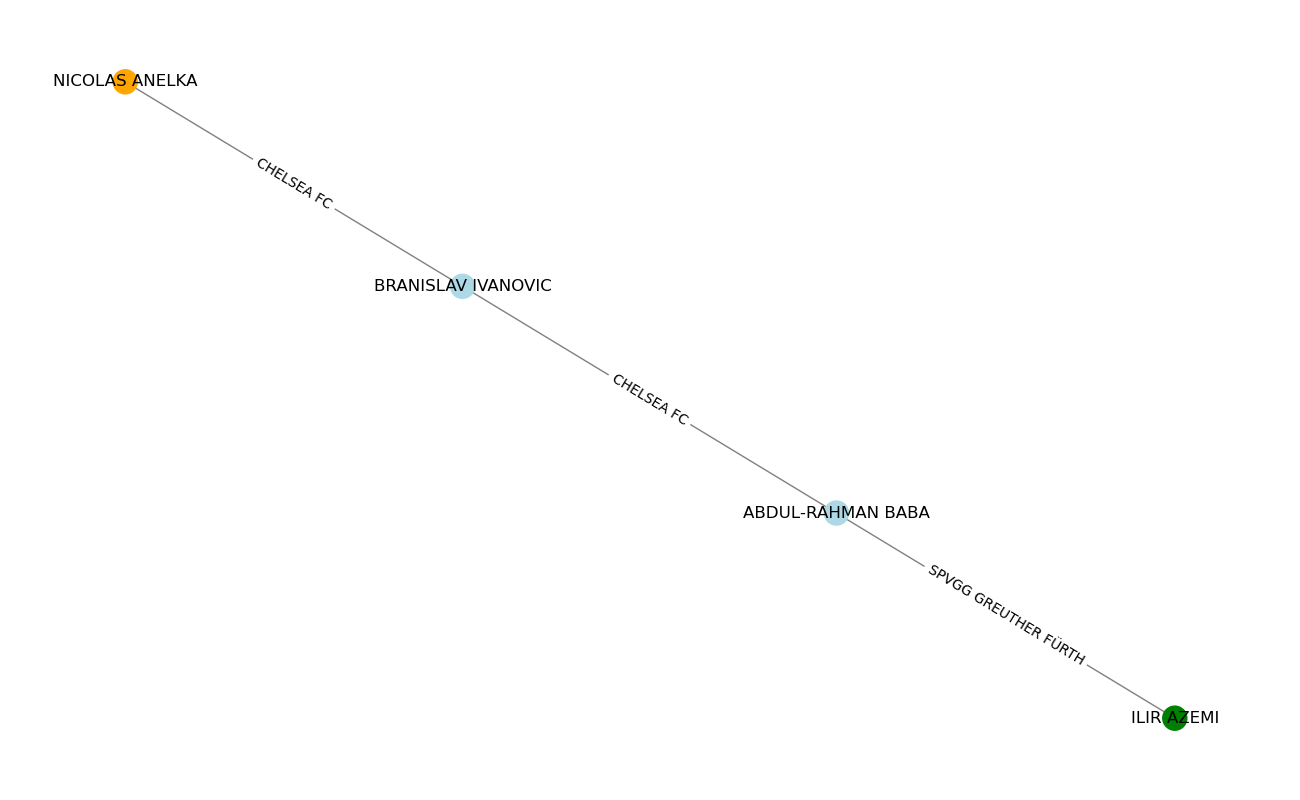 NICOLAS ANELKA
CHELSEA FC
BRANISLAV IVANOVIC
CHELSEA FC
ABDUL-RAHMAN BABA
SPVGG GREUTHER FÜRTH
ILIR AZEMI